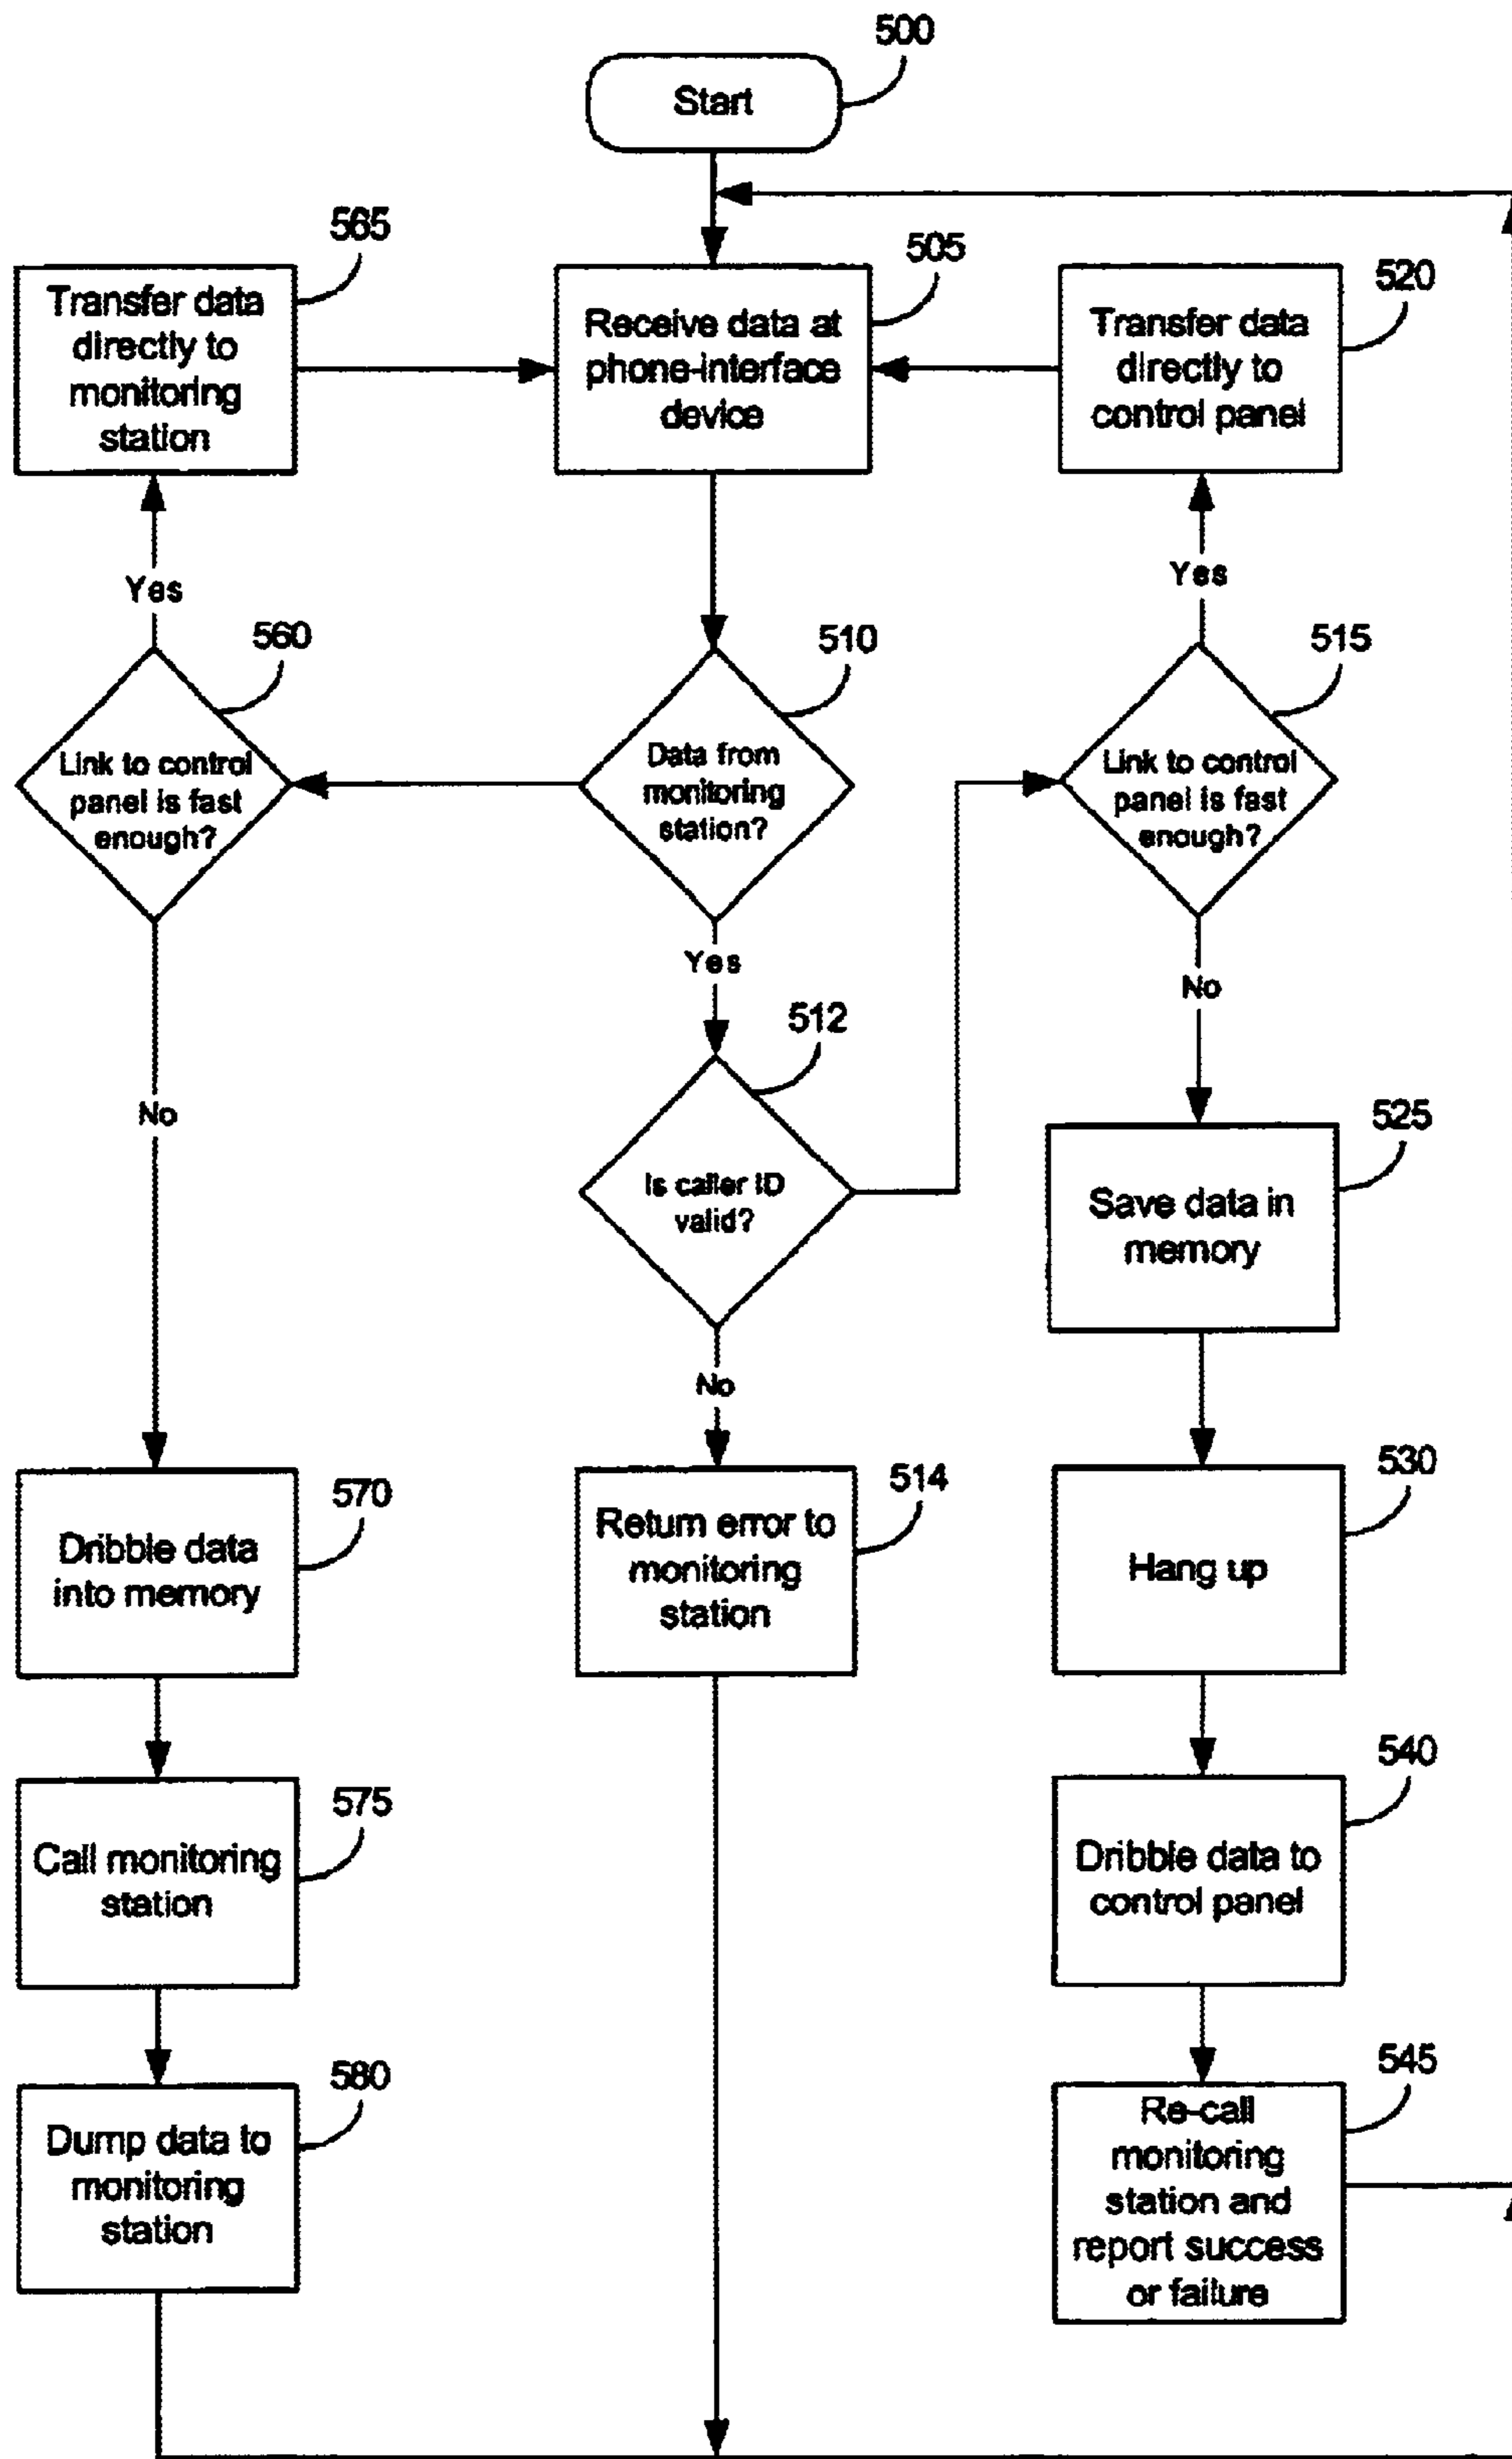 500
Start
565
Transfer data
directly to
monitoring
station
505
Receive data at
phone-interface
device
520
Transfer data
directly to
control panel
Yes
Yes
560
Link to control
panel is fast
enough?
510
Data from
monitoring
station?
515
Link to control
panel is fast
enough?
Yes
No
512
Is caller ID
valid?
No
525
Save data in
memory
No
570
Dribble data
into memory
514
Return error to
monitoring
station
530
Hang up
575
Call monitoring
station
540
Dribble data to
control panel
580
Dump data to
monitoring
station
545
Re-call
monitoring
station and
report success
or failure